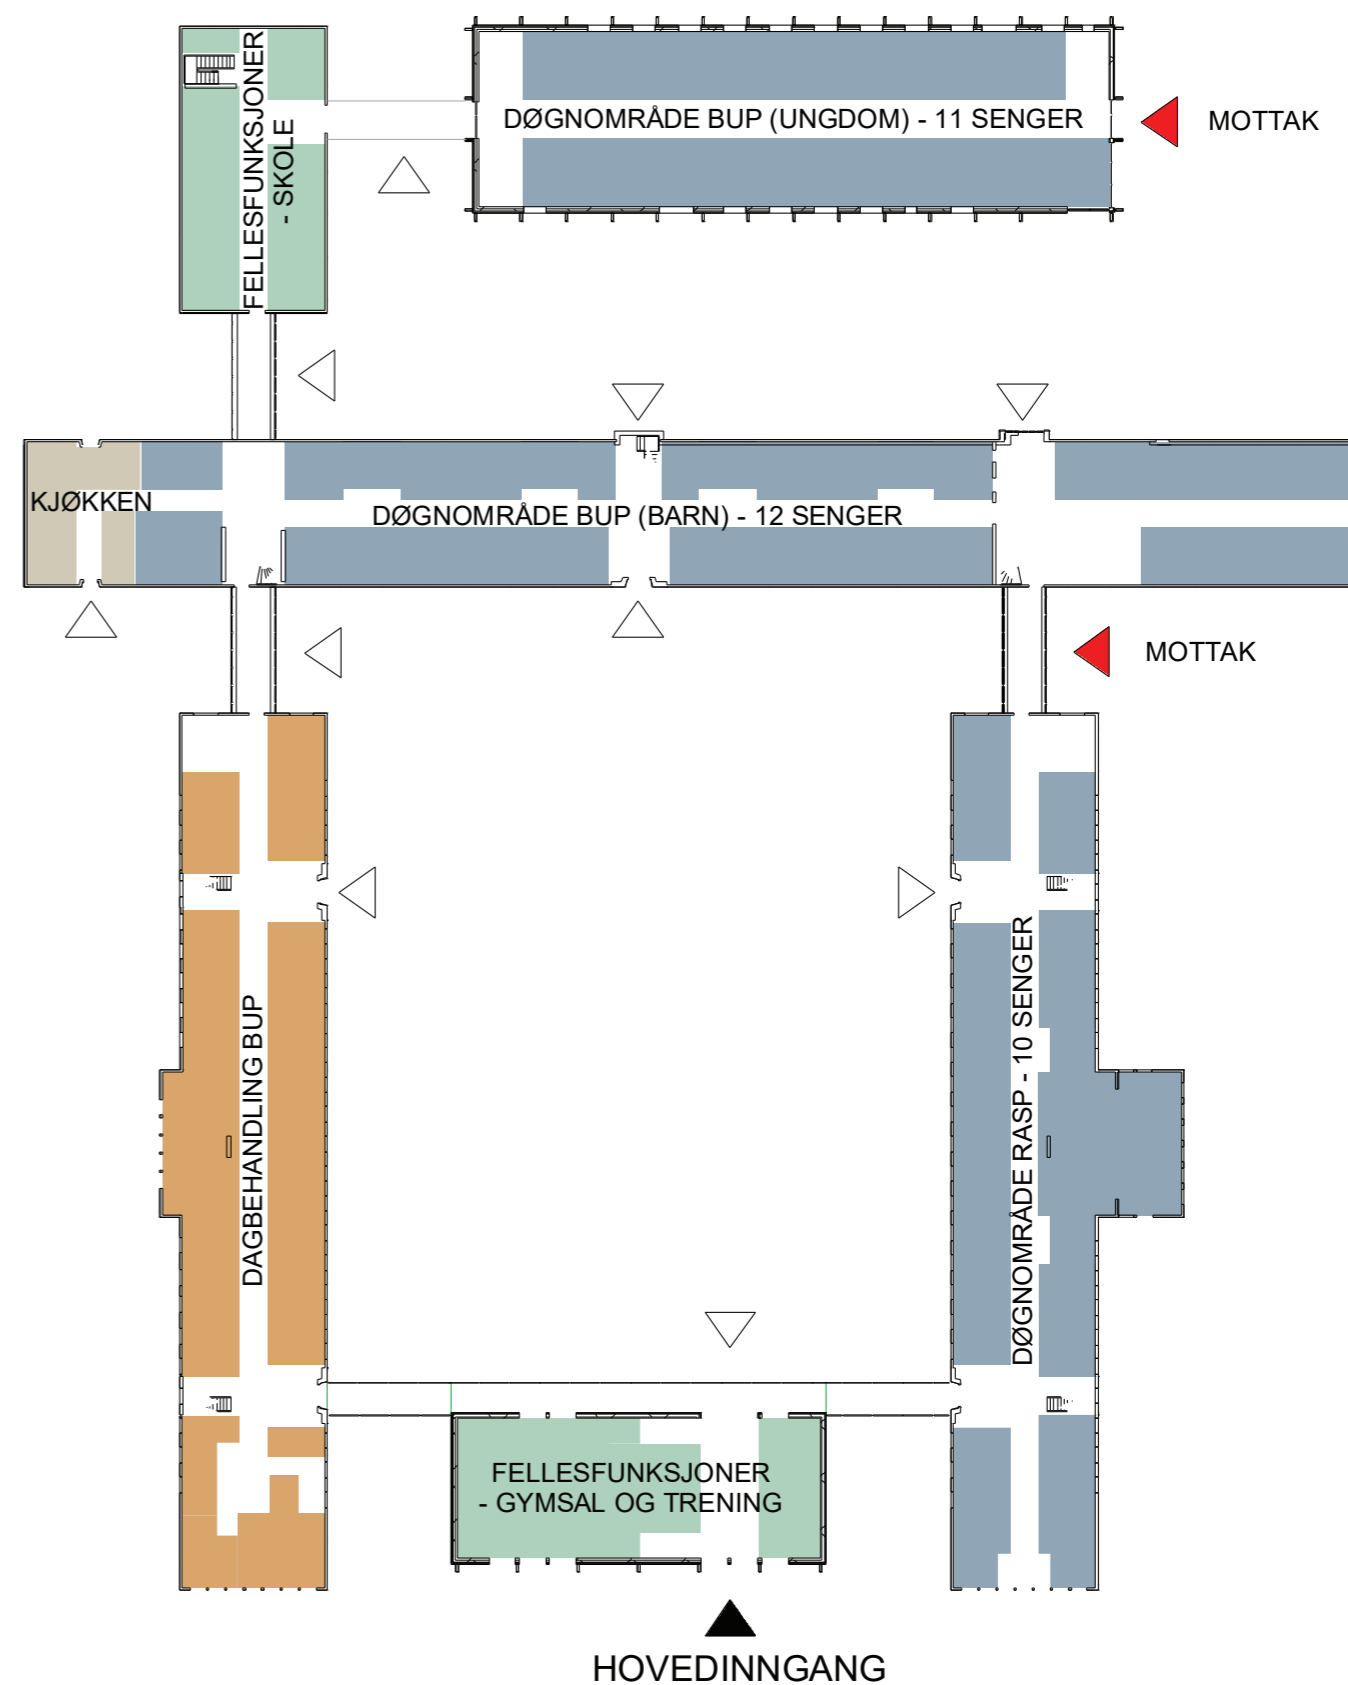 FELLESFUNKSJONER
- SKOLE
DØGNOMRÅDE BUP (UNGDOM) - 11 SENGER
MOTTAK
KJØKKEN
DØGNOMRÅDE BUP (BARN) - 12 SENGER
MOTTAK
DAGBEHANDLING BUP
DØGNOMRÅDE RASP - 10 SENGER
FELLESFUNKSJONER
- GYMSAL OG TRENING
HOVEDINNGANG